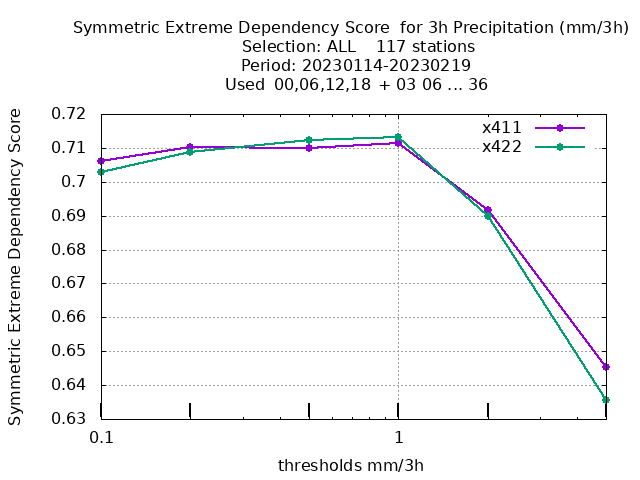 Symmetric Extreme Dependency Score  for 3h Precipitation (mm/3h)
Selection: ALL    117 stations
Period: 20230114-20230219
Used  00,06,12,18  + 03 06 ... 36
x411
x422
0.72
0.71
0.7
0.69
0.68
0.67
0.66
0.65
0.64
0.63
Symmetric Extreme Dependency Score
0.1
1
thresholds mm/3h